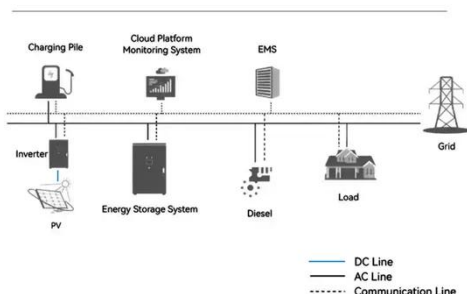 Charging Pile
Cloud Platform
Monitoring System
EMS
Grid
Inverter
PV
Energy Storage System
Diesel
Load
DC Line
AC Line
Communication Line